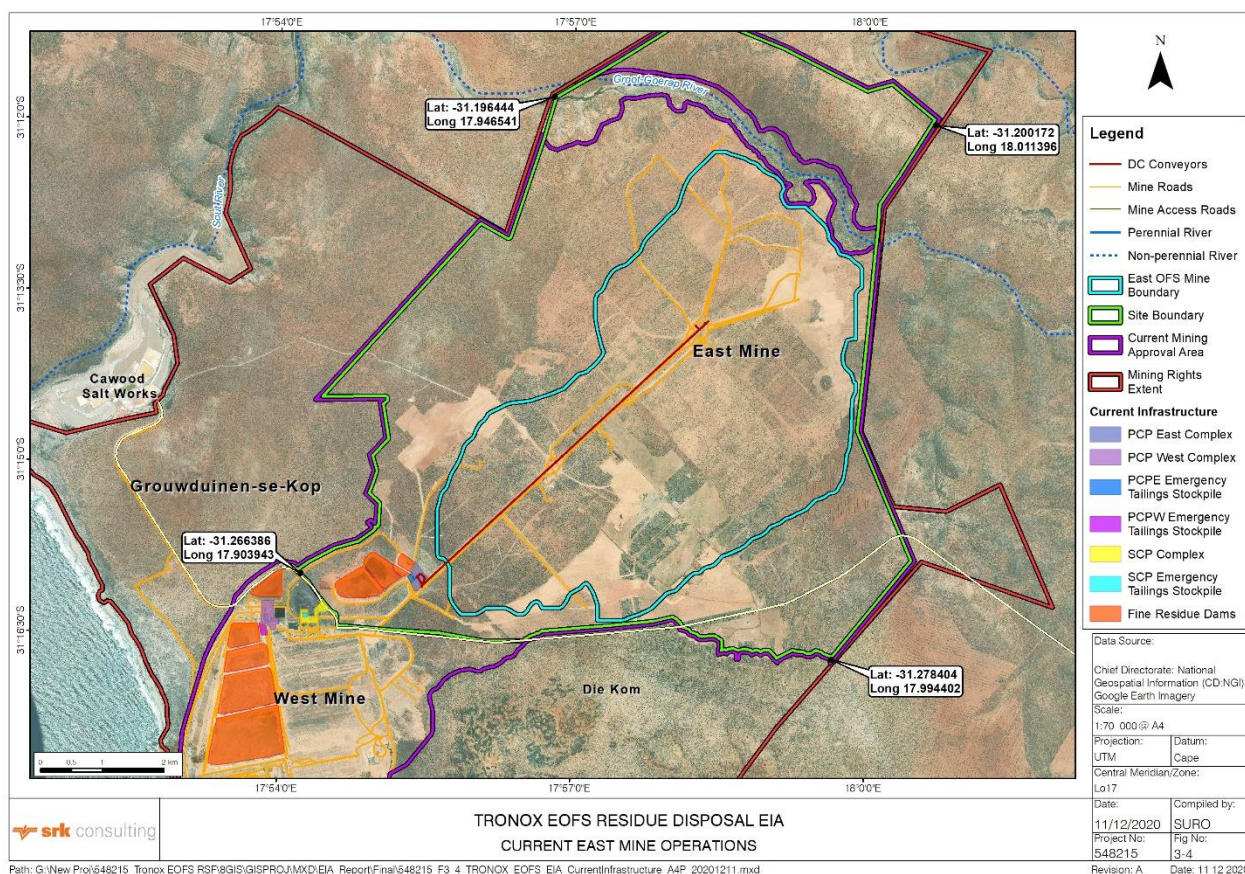 17°54'0"E
17°57'0"E
18°0'0"E
31°12'0"S
31°13'30"S
31°15'0"S
31°16'30"S
Groot-Goerap River
Lat: -31.196444
Long 17.946541
Lat: -31.200172
Long 18.011396
Sout River
East Mine
Cawood
Salt Works
Grouwduinen-se-Kop
Lat: -31.266386
Long 17.903943
Lat: -31.278404
Long 17.994402
West Mine
Die Kom
0 0.5 1 2 km
17°54'0"E
17°57'0"E
18°0'0"E
N
Legend
DC Conveyors
Mine Roads
Mine Access Roads
Perennial River
Non-perennial River
East OFS Mine
Boundary
Site Boundary
Current Mining
Approval Area
Mining Rights
Extent
Current Infrastructure
PCP East Complex
PCP West Complex
PCPE Emergency
Tailings Stockpile
PCPW Emergency
Tailings Stockpile
SCP Complex
SCP Emergency
Tailings Stockpile
Fine Residue Dams
Data Source:
Chief Directorate: National
Geospatial Information (CD:NGI)
Google Earth Imagery
Scale:
1:70 000 @ A4
Projection: Datum:
UTM Cape
Central Meridian/Zone:
Lo17
Date: Compiled by:
11/12/2020 SURO
Project No: Fig No:
548215 3-4
srk consulting
TRONOX EOFS RESIDUE DISPOSAL EIA
CURRENT EAST MINE OPERATIONS
Path: G:\New Proj\548215_Tronox EOFS RSF\8GIS\GISPROJ\MXD\EIA_Report\Final\548215_F3_4_TRONOX_EOFS_EIA_CurrentInfrastructure_A4P_20201211.mxd
Revision: A Date: 11 12 2020